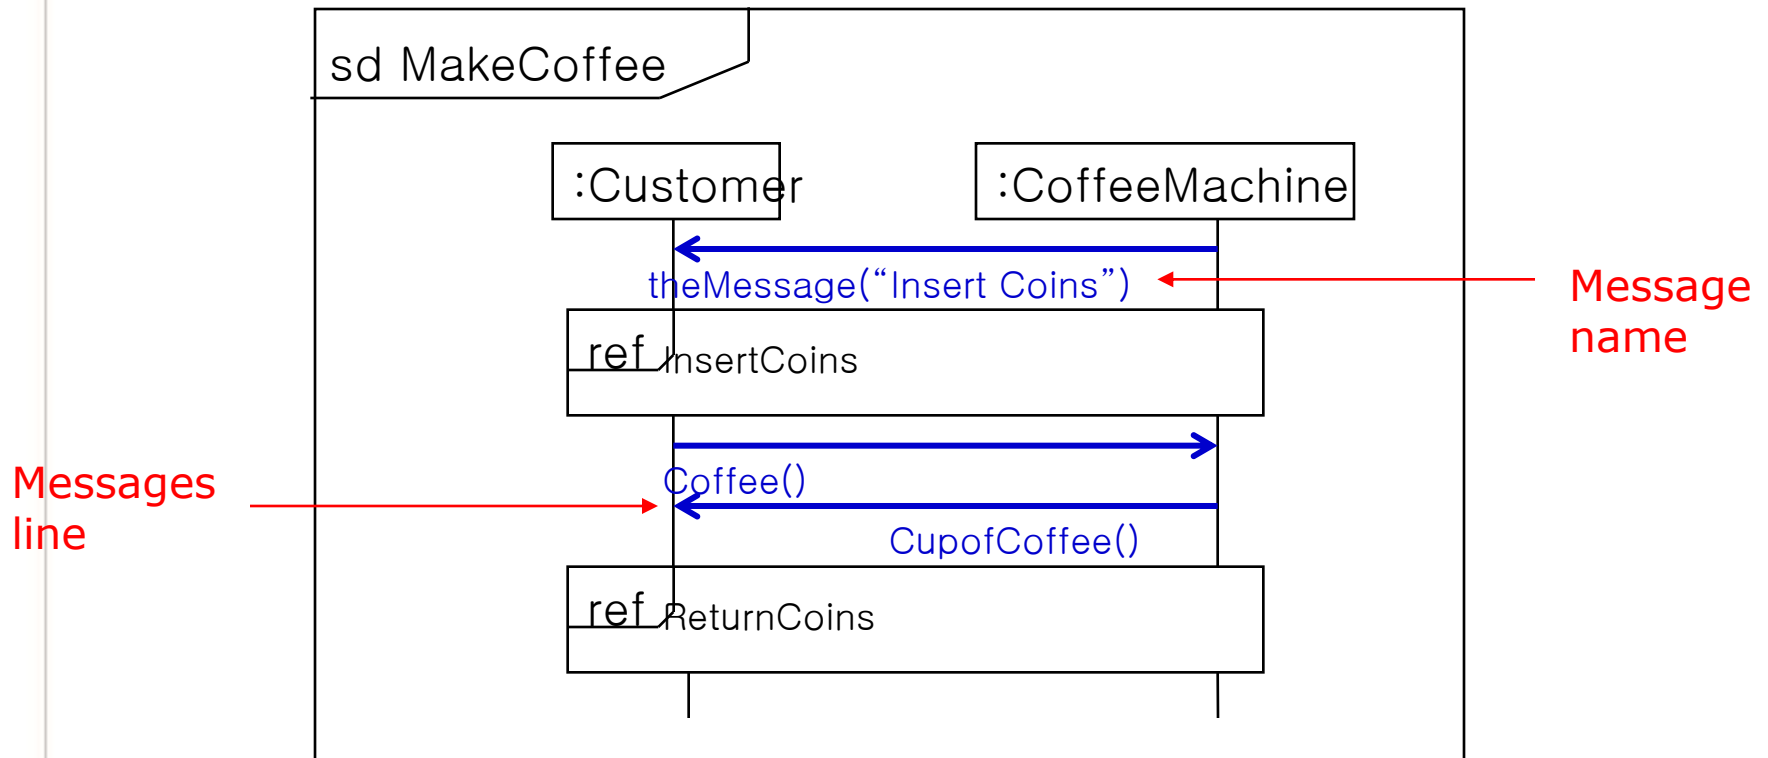 sd MakeCoffee
:Customer
:CoffeeMachine
theMessage(“Insert Coins”)
Message
name
ref InsertCoins
Coffee()
Messages
line
CupofCoffee()
ref ReturnCoins